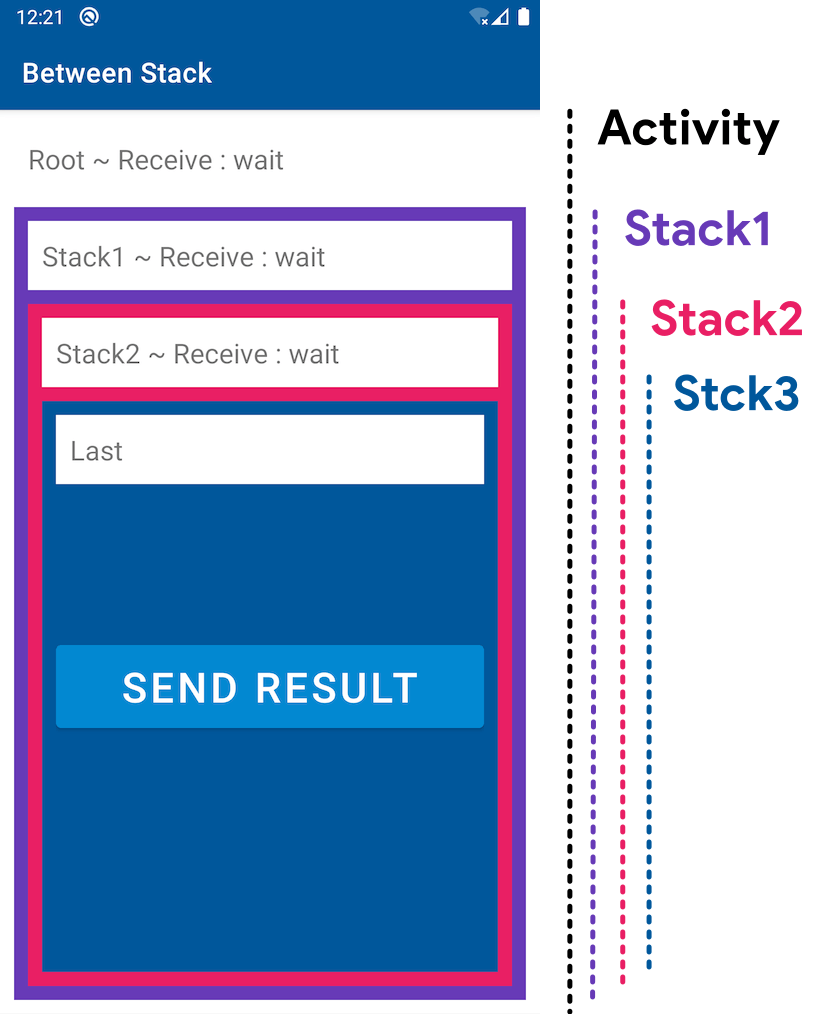 12:21
Between Stack
Root ~ Receive : wait
Stack1 ~ Receive : wait
Stack2 ~ Receive : wait
Last
SEND RESULT
Activity
Stack1
Stack2
Stck3